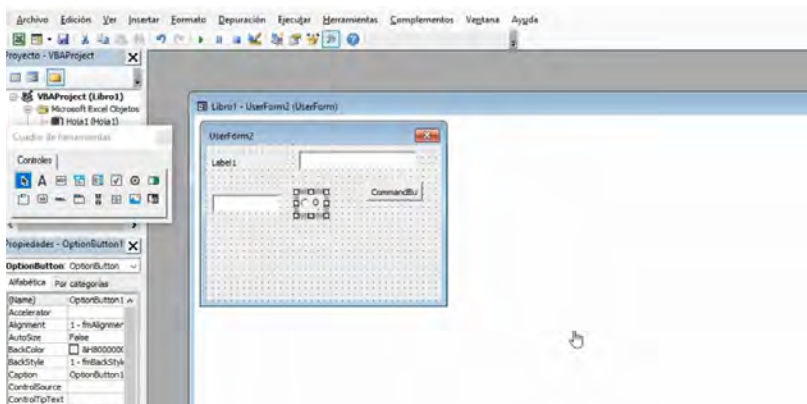 Archivo Edición Ver Insertar Formato Depuración Ejecutar Herramientas Complementos Ventana Ayuda
Proyecto - VBAProject
VBAProject (Libro1)
Microsoft Excel Objetos
Hoja1 (Hoja1)
Cuadro de herramientas
Controles
Libro1 - UserForm2 (UserForm)
UserForm2
Label1
CommandBu
Propiedades - OptionButton1
OptionButton1 OptionButton
Alfabética Por categorías
(Name) OptionButton1
Accelerator
Alignment 1 - fmAlignmer
AutoSize False
BackColor &H8000000
BackStyle 1 - fmBackStyle
Caption OptionButton1
ControlSource
ControlTipText